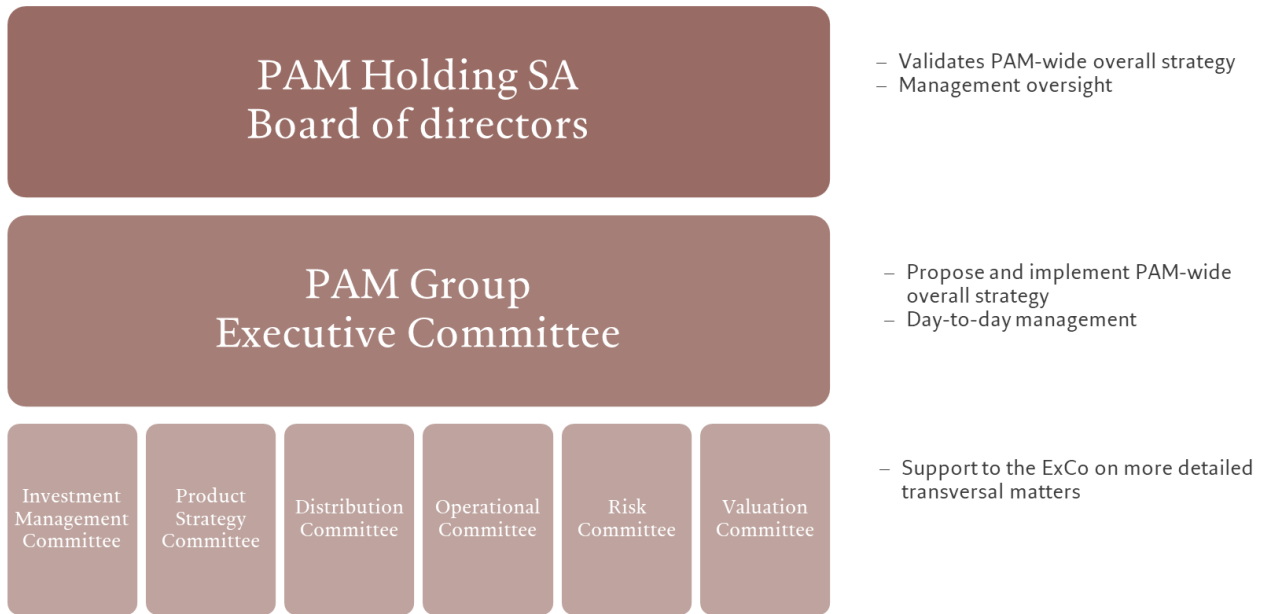 PAM Holding SA
Board of directors
– Validates PAM-wide overall strategy
– Management oversight
PAM Group
Executive Committee
– Propose and implement PAM-wide
overall strategy
– Day-to-day management
Investment
Management
Committee
Product
Strategy
Committee
Distribution
Committee
Operational
Committee
Risk
Committee
Valuation
Committee
– Support to the ExCo on more detailed
transversal matters